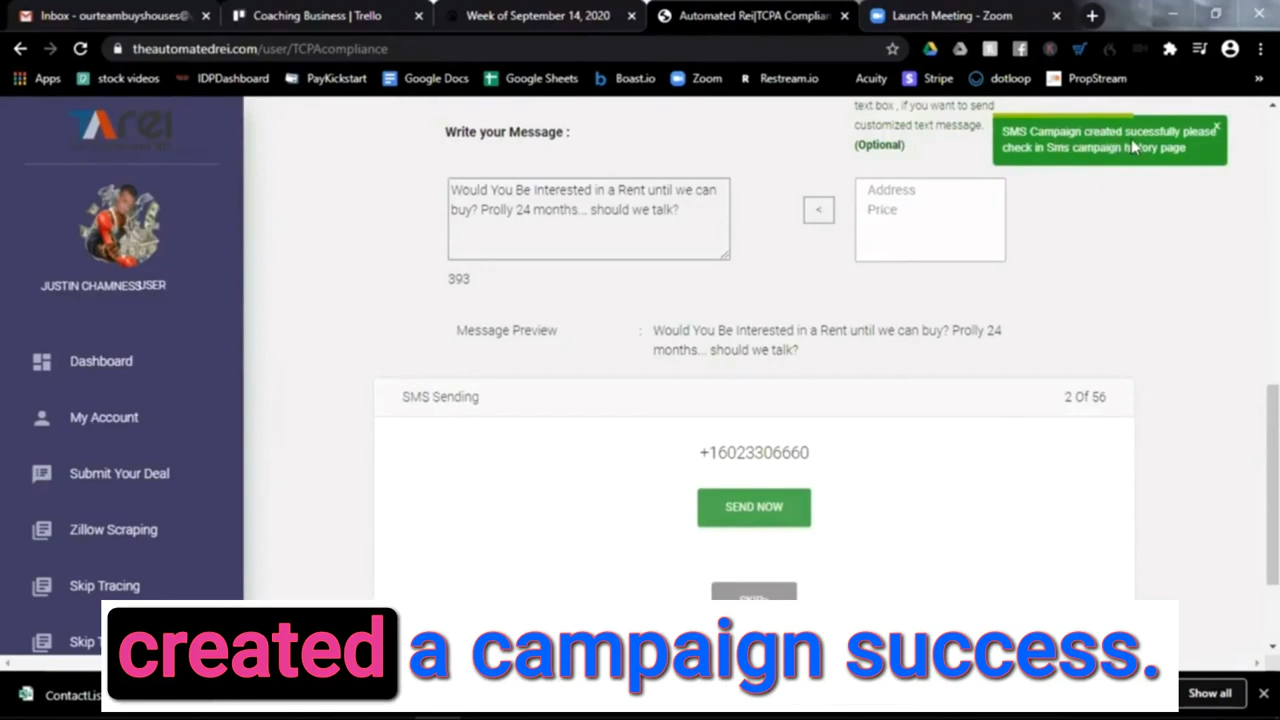 Inbox - ourteambuyshouses@
Coaching Business | Trello
Week of September 14, 2020
Automated Rei|TCPA Complian
Launch Meeting - Zoom
theautomatedrei.com/user/TCPAcompliance
Apps
stock videos
IDPDashboard
PayKickstart
Google Docs
Google Sheets
Boast.io
Zoom
Restream.io
Acuity
Stripe
dotloop
PropStream
»
text box , if you want to send
customized text message.
(Optional)
Write your Message :
SMS Campaign created sucessfully please
check in Sms campaign history page
Would You Be Interested in a Rent until we can
buy? Prolly 24 months... should we talk?
<
Address
Price
393
JUSTIN CHAMNESSUSER
Message Preview : Would You Be Interested in a Rent until we can buy? Prolly 24
months... should we talk?
Dashboard
My Account
Submit Your Deal
Zillow Scraping
Skip Tracing
Skip T
SMS Sending
2 Of 56
+16023306660
SEND NOW
created a campaign success.
ContactLis
Show all